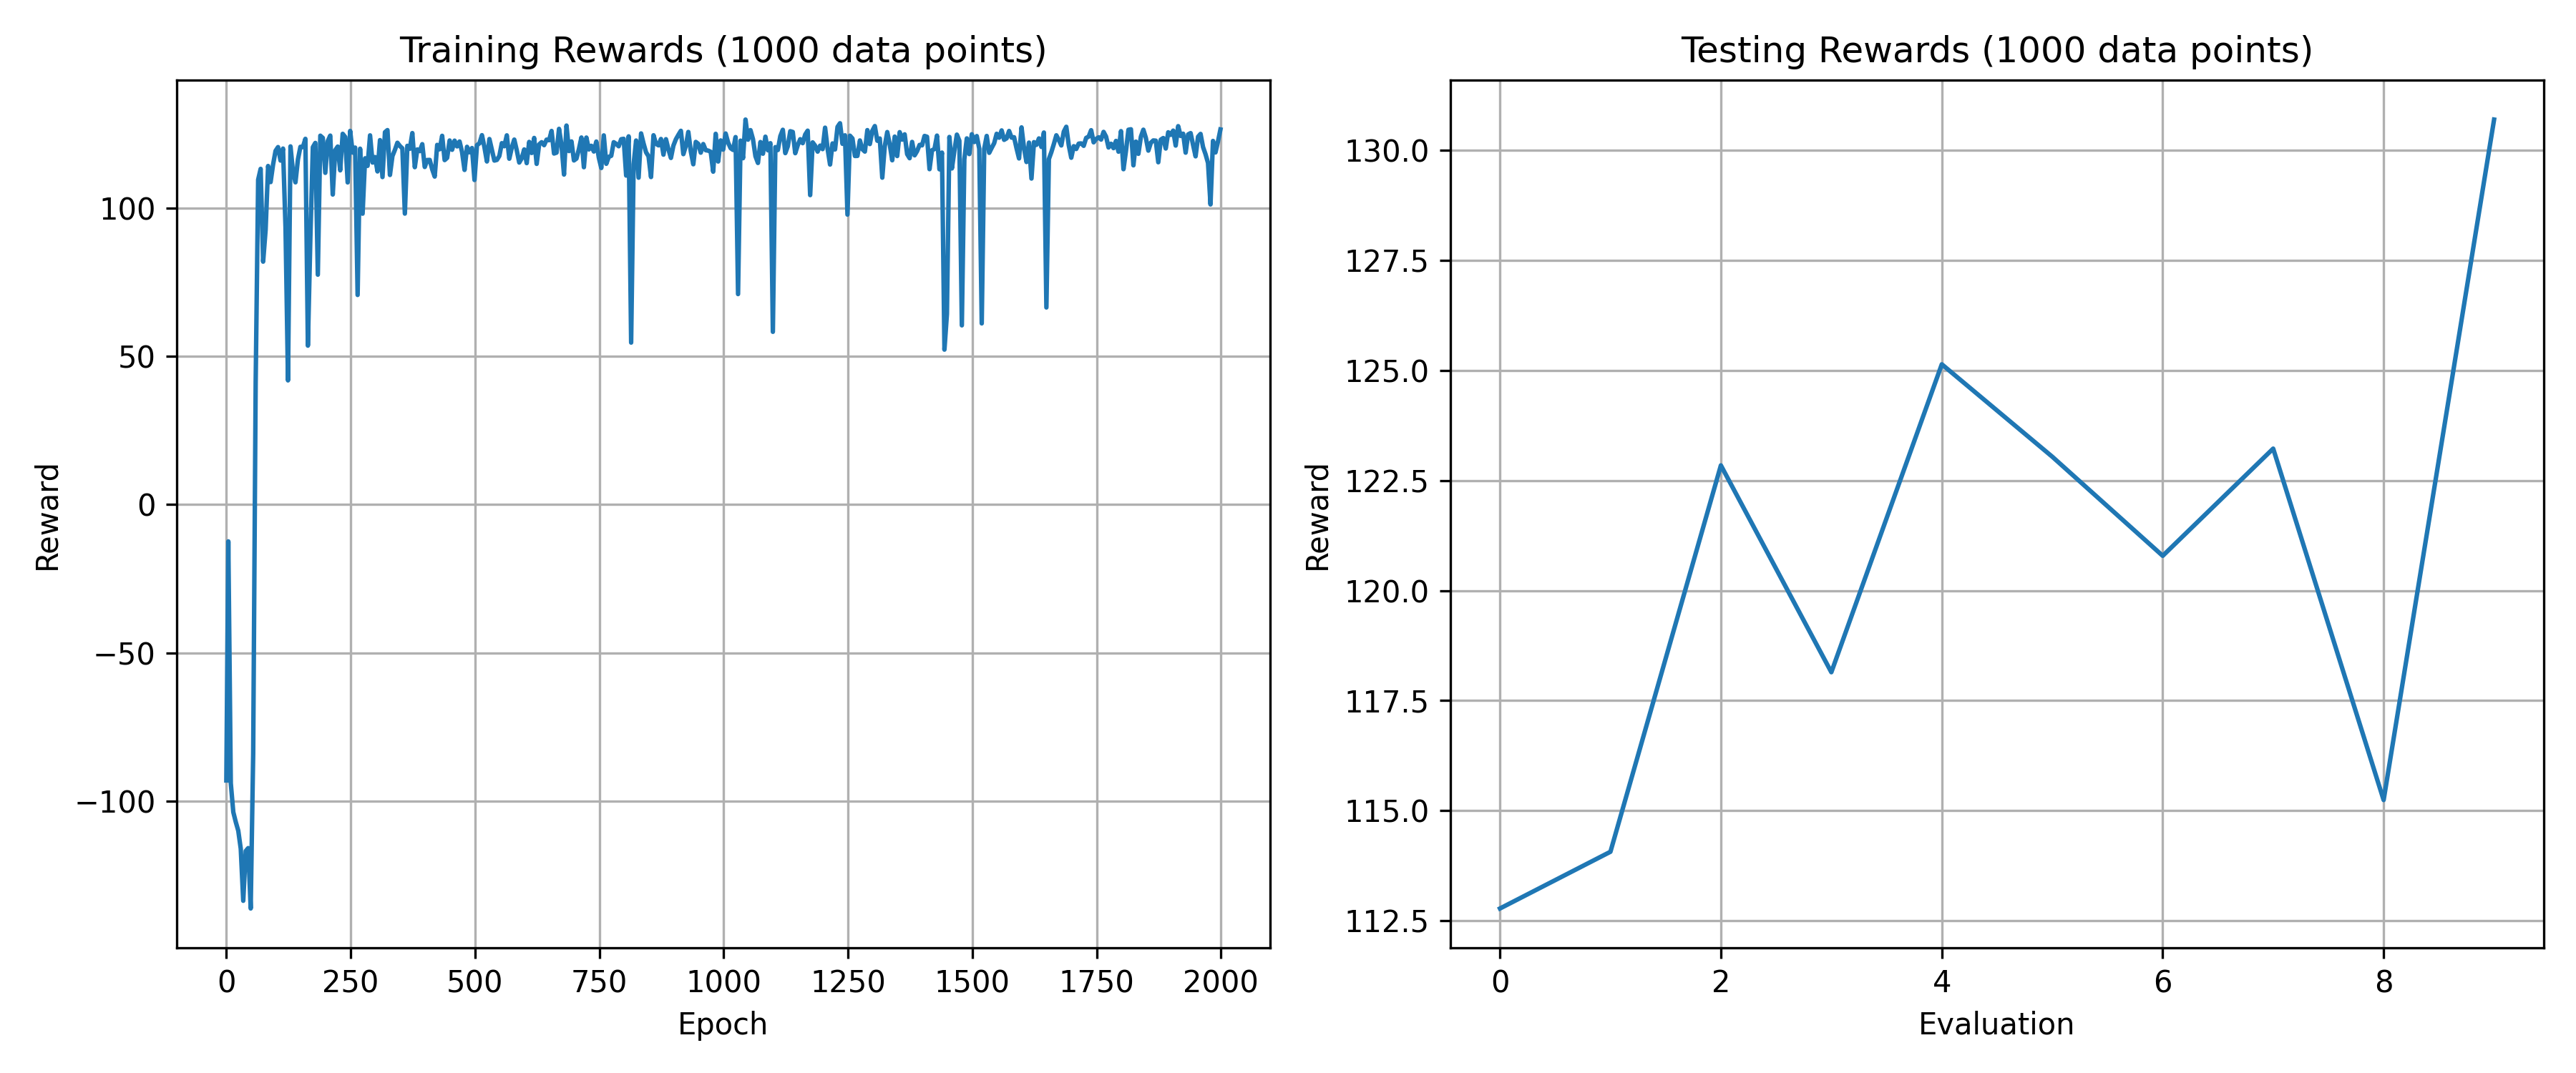 Training Rewards (1000 data points)
Reward
100
50
0
−50
−100
0 250 500 750 1000 1250 1500 1750 2000
Epoch
Testing Rewards (1000 data points)
Reward
130.0
127.5
125.0
122.5
120.0
117.5
115.0
112.5
0 2 4 6 8
Evaluation